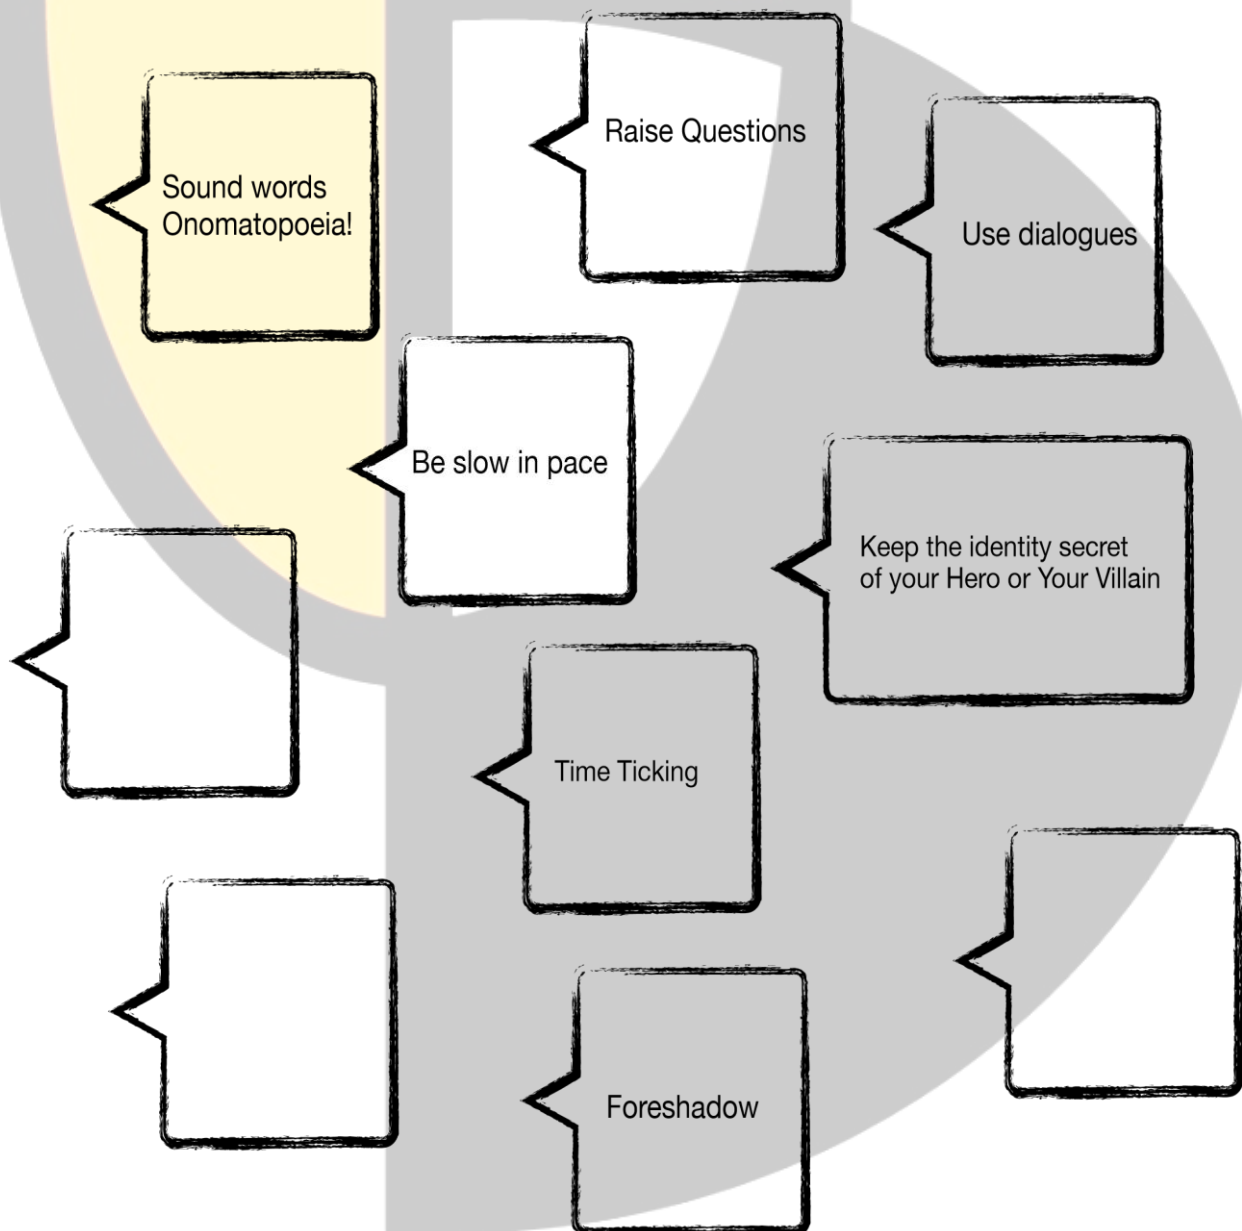 Raise Questions
Sound words
Onomatopoeia!
Use dialogues
Be slow in pace
Keep the identity secret
of your Hero or Your Villain
Time Ticking
Foreshadow